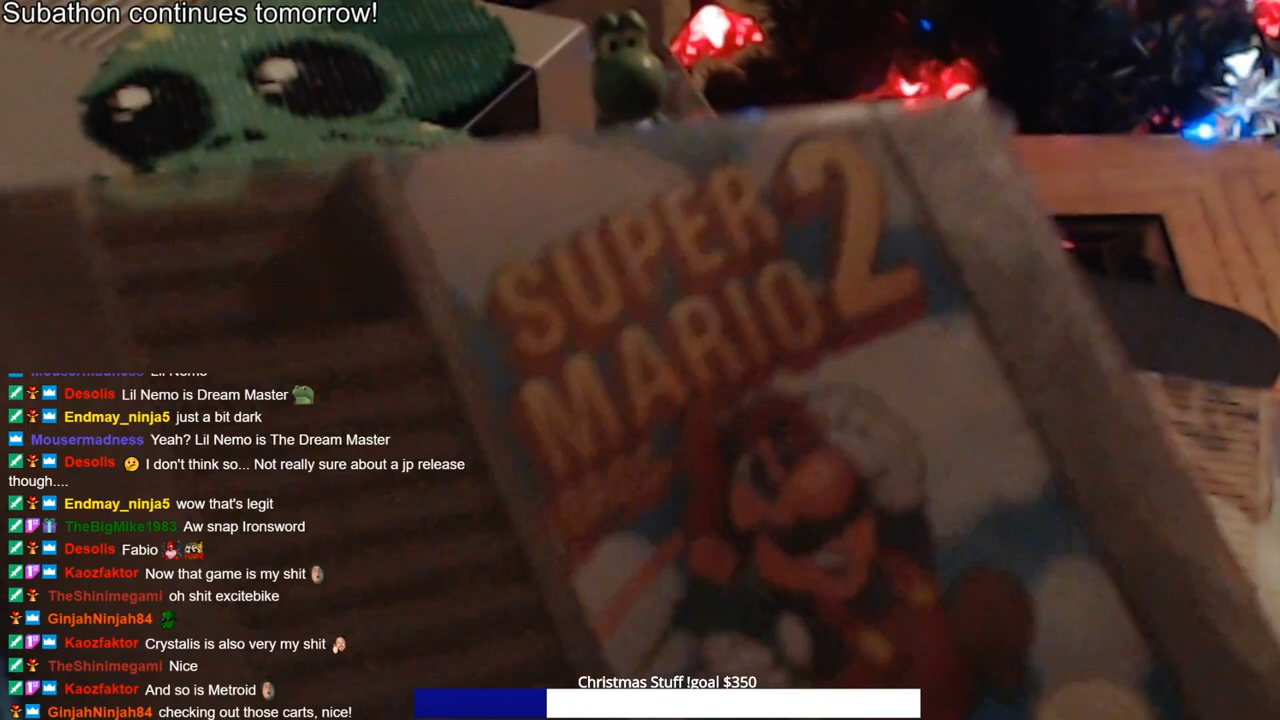 Subathon continues tomorrow!
SUPER
MARIO 2
Mousermadness Lil Nemo
Desolis Lil Nemo is Dream Master
Endmay_ninja5 just a bit dark
Mousermadness Yeah? Lil Nemo is The Dream Master
Desolis I don't think so... Not really sure about a jp release
though....
Endmay_ninja5 wow that's legit
TheBigMike1983 Aw snap Ironsword
Desolis Fabio
Kaozfaktor Now that game is my shit
TheShinimegami oh shit excitebike
GinjahNinjah84
Kaozfaktor Crystalis is also very my shit
TheShinimegami Nice
Kaozfaktor And so is Metroid
GinjahNinjah84 checking out those carts, nice!
Christmas Stuff !goal $350